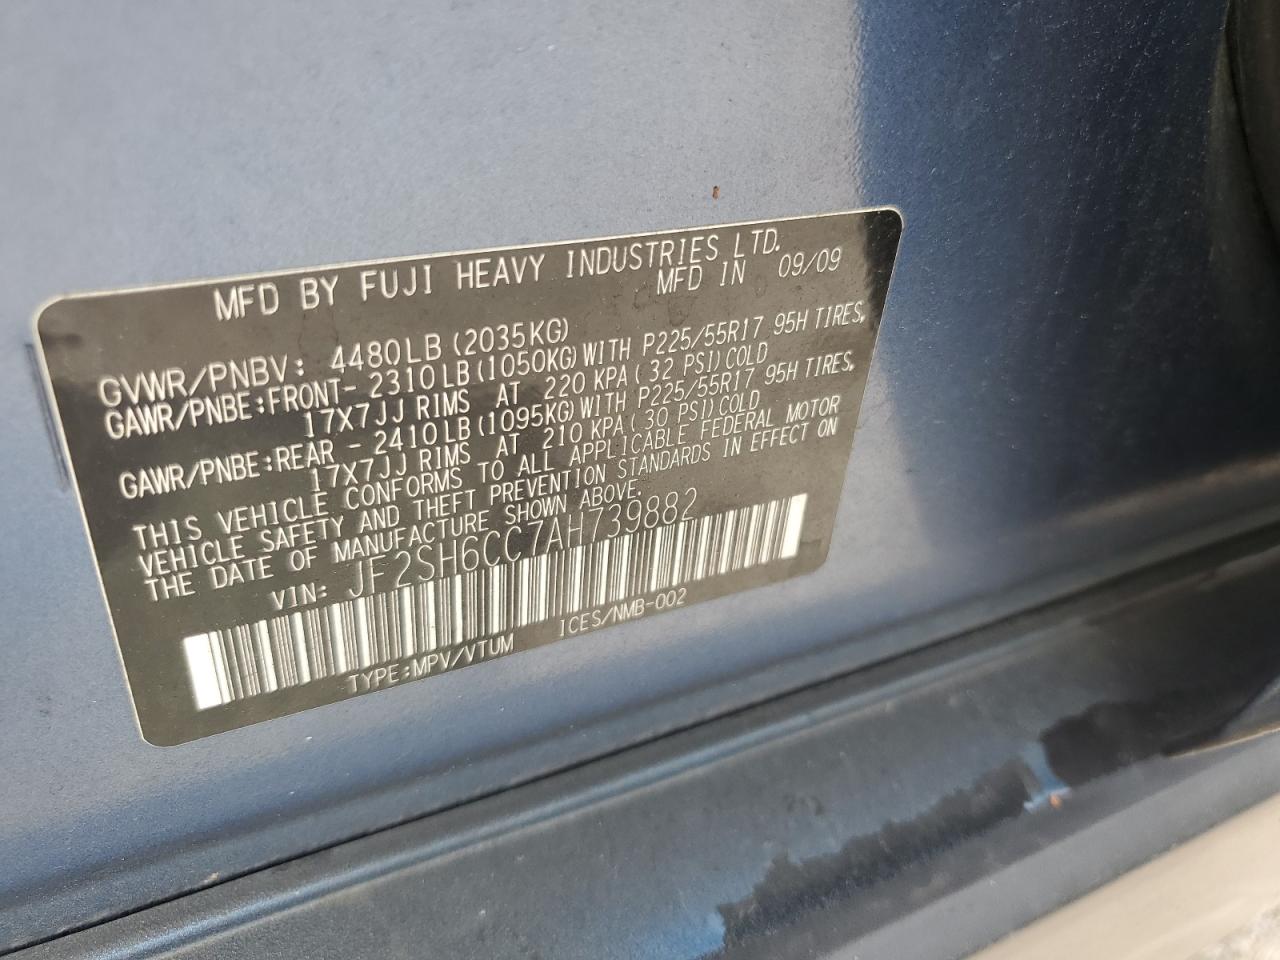 MFD BY FUJI HEAVY INDUSTRIES LTD.
MFD IN 09/09
GVWR/PNBV: 4480LB (2035KG)
GAWR/PNBE:FRONT- 2310LB (1050KG) WITH P225/55R17 95H TIRES,
17X7JJ RIMS AT 220 KPA ( 32 PSI) COLD
GAWR/PNBE:REAR - 2410LB (1095KG) WITH P225/55R17 95H TIRES,
17X7JJ RIMS AT 210 KPA ( 30 PSI) COLD
THIS VEHICLE CONFORMS TO ALL APPLICABLE FEDERAL MOTOR
VEHICLE SAFETY AND THEFT PREVENTION STANDARDS IN EFFECT ON
THE DATE OF MANUFACTURE SHOWN ABOVE.
VIN: JF2SH6CC7AH739882
TYPE:MPV/VTUM ICES/NMB-002